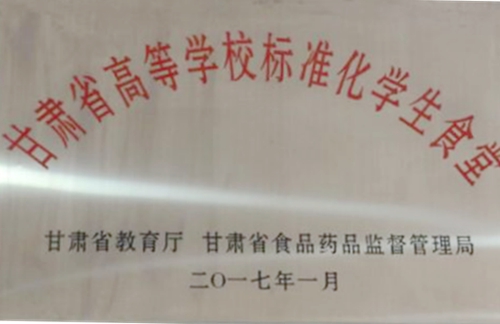 甘肃省高等学校标准化学生食堂
甘肃省教育厅 甘肃省食品药品监督管理局
二〇一七年一月